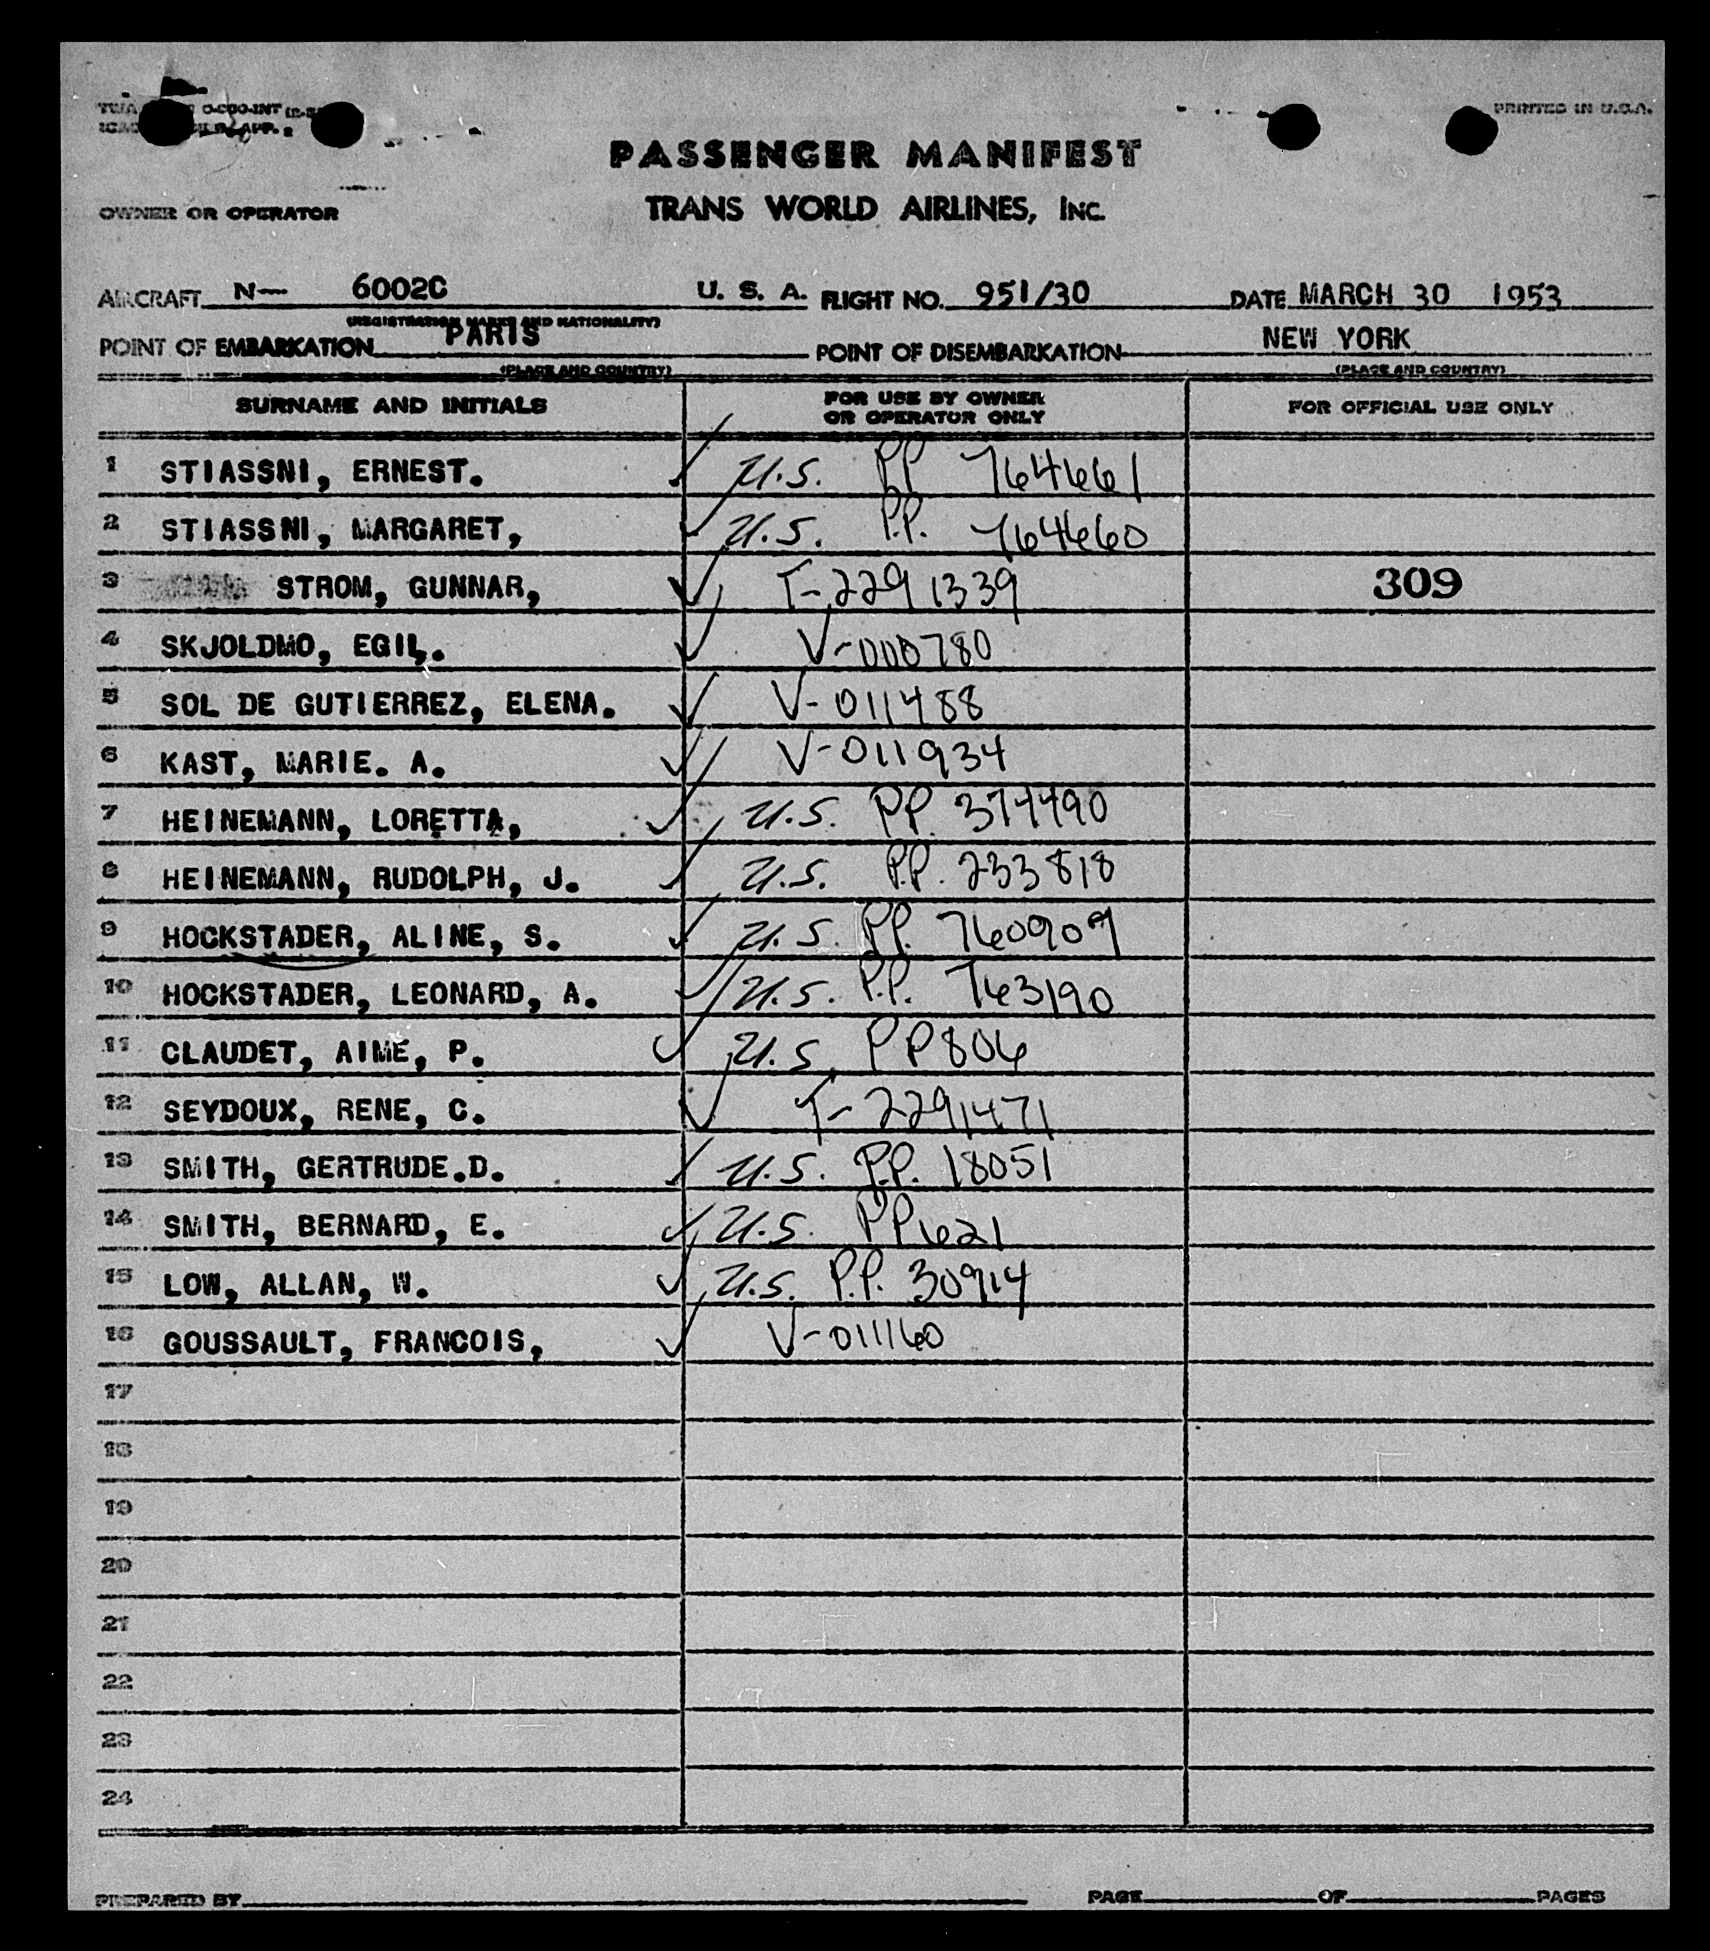 PRINTED IN U.S.A.
PASSENGER MANIFEST
OWNER OR OPERATOR TRANS WORLD AIRLINES, INC.
AIRCRAFT N— 6002C U. S. A. FLIGHT NO. 951/30 DATE MARCH 30 1953
(REGISTRATION MARKS AND NATIONALITY)
POINT OF EMBARKATION PARIS POINT OF DISEMBARKATION NEW YORK
(PLACE AND COUNTRY) (PLACE AND COUNTRY)
SURNAME AND INITIALS FOR USE BY OWNER OR OPERATOR ONLY FOR OFFICIAL USE ONLY
1 STIASSNI, ERNEST. U.S. PP 764661
2 STIASSNI, MARGARET, U.S. P.P. 764660
3 STROM, GUNNAR, T-2291339 309
4 SKJOLDMO, EGIL. V-000780
5 SOL DE GUTIERREZ, ELENA. V-011488
6 KAST, MARIE. A. V-011934
7 HEINEMANN, LORETTA, U.S. PP. 374490
8 HEINEMANN, RUDOLPH, J. U.S. P.P. 233818
9 HOCKSTADER, ALINE, S. U.S. PP. 760909
10 HOCKSTADER, LEONARD, A. U.S. P.P. 763190
11 CLAUDET, AIME, P. U.S. PP806
12 SEYDOUX, RENE, C. T-2291471
13 SMITH, GERTRUDE.D. U.S. P.P. 18051
14 SMITH, BERNARD, E. U.S. PP621
15 LOW, ALLAN, W. U.S. P.P. 30914
16 GOUSSAULT, FRANCOIS, V-011160
17
18
19
20
21
22
23
24
PREPARED BY PAGE OF PAGES